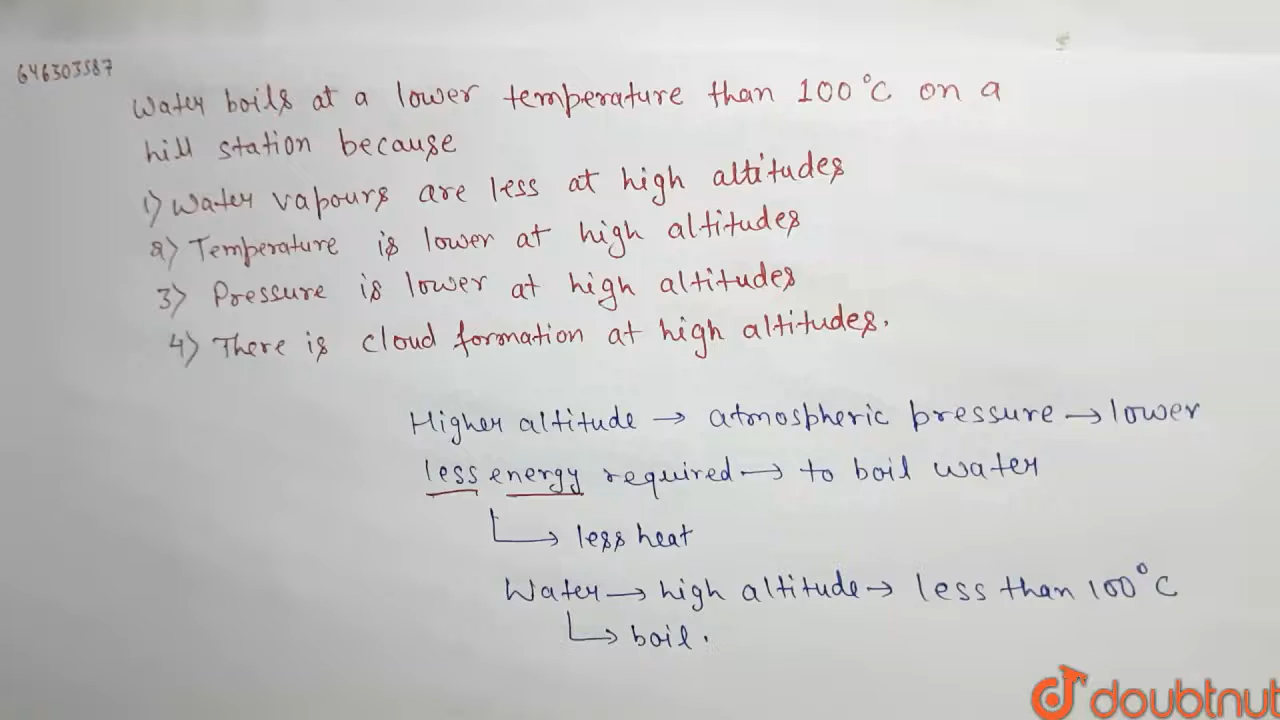 646303587
Water boils at a lower temperature than 100°C on a
hill station because
1) Water vapours are less at high altitudes
2) Temperature is lower at high altitudes
3) Pressure is lower at high altitudes
4) There is cloud formation at high altitudes.
Higher altitude → atmospheric pressure → lower
less energy required → to boil water
↳ less heat
Water → high altitude → less than 100°C
↳ boil.
doubtnut